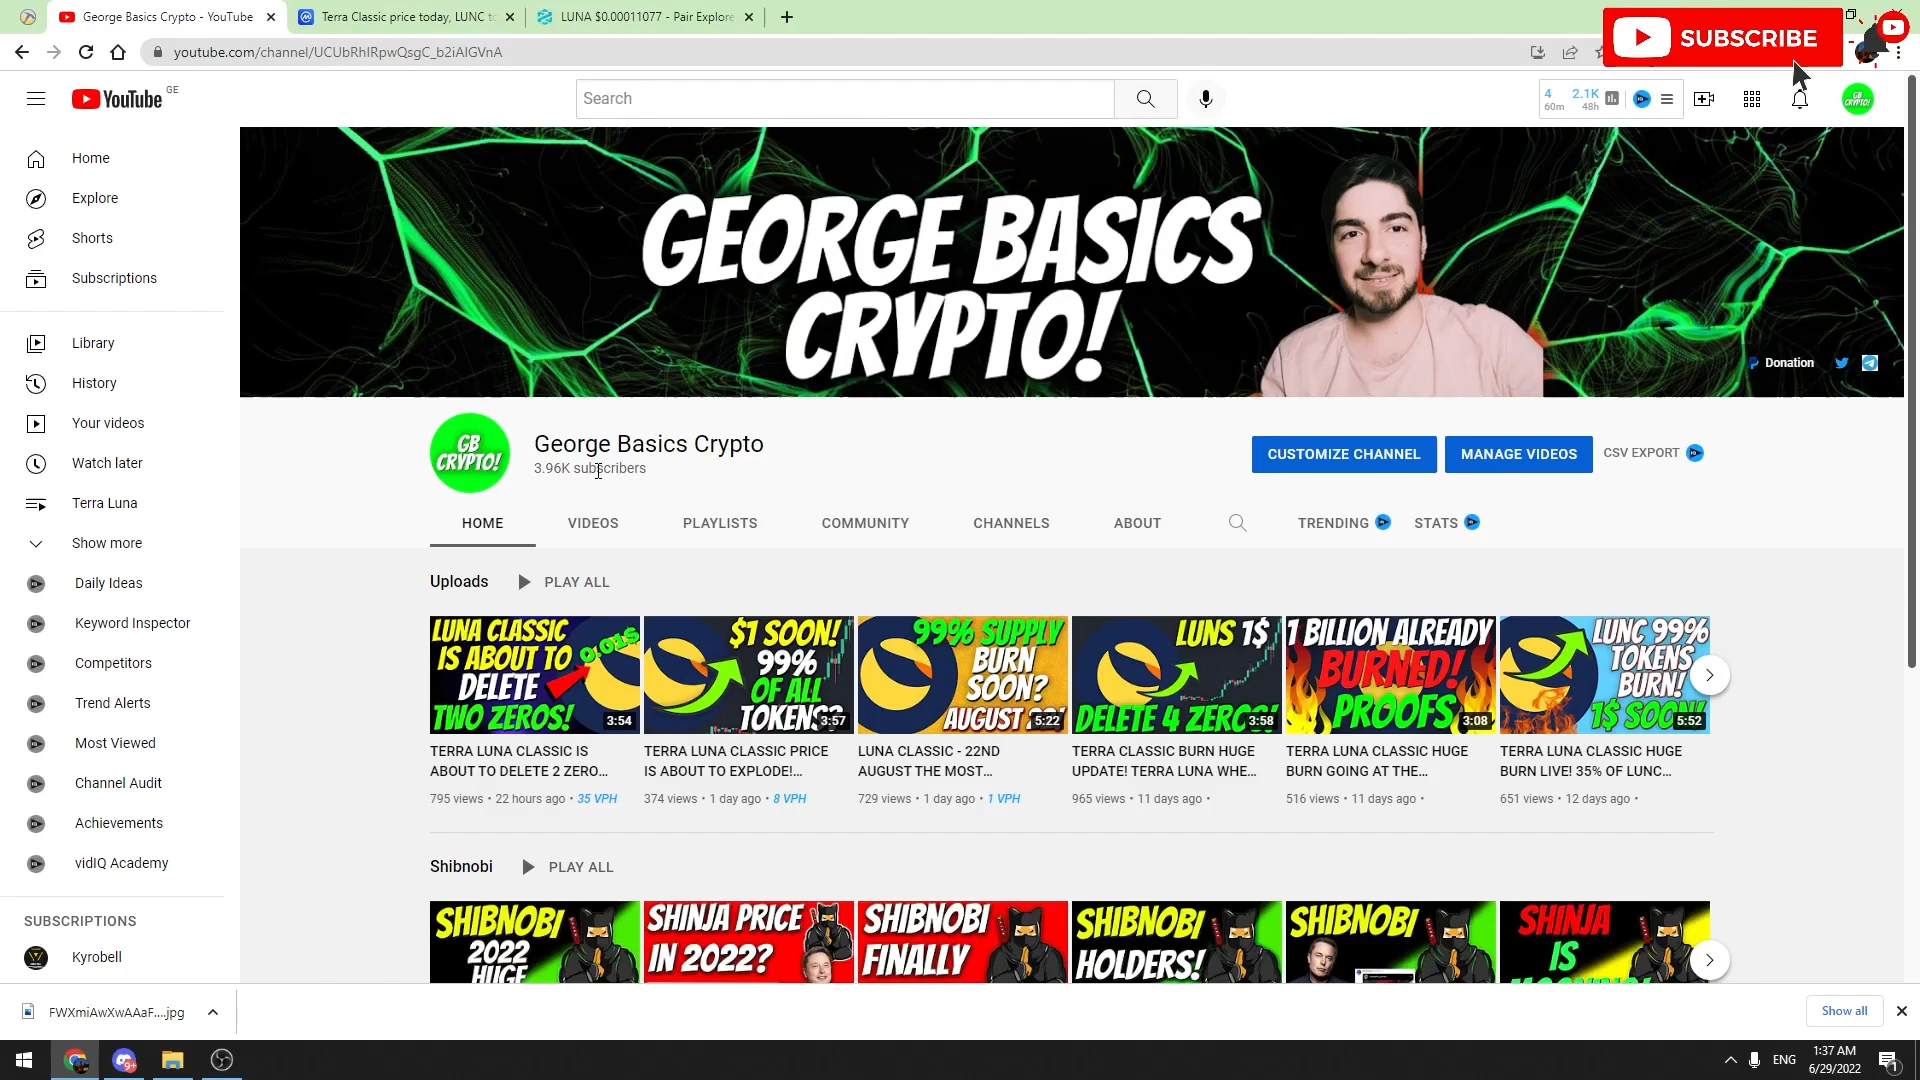 George Basics Crypto - YouTube
Terra Classic price today, LUNC to
LUNA $0.00011077 - Pair Explore
youtube.com/channel/UCUbRhIRpwQsgC_b2iAIGVnA
SUBSCRIBE
YouTube GE
Search
4 60m 2.1K 48h
GB CRYPTO!
Home
Explore
Shorts
Subscriptions
Library
History
Your videos
Watch later
Terra Luna
Show more
Daily Ideas
Keyword Inspector
Competitors
Trend Alerts
Most Viewed
Channel Audit
Achievements
vidIQ Academy
SUBSCRIPTIONS
Kyrobell
GEORGE BASICS
CRYPTO!
Donation
GB
CRYPTO!
George Basics Crypto
3.96K subscribers
CUSTOMIZE CHANNEL
MANAGE VIDEOS
CSV EXPORT
HOME VIDEOS PLAYLISTS COMMUNITY CHANNELS ABOUT TRENDING STATS
Uploads PLAY ALL
LUNA CLASSIC
IS ABOUT TO
DELETE
TWO ZEROS!
0.01$
3:54
TERRA LUNA CLASSIC IS
ABOUT TO DELETE 2 ZERO...
795 views • 22 hours ago • 35 VPH
$1 SOON!
99%
OF ALL
TOKENS?
3:57
TERRA LUNA CLASSIC PRICE
IS ABOUT TO EXPLODE!...
374 views • 1 day ago • 8 VPH
99% SUPPLY
BURN
SOON?
AUGUST
5:22
LUNA CLASSIC - 22ND
AUGUST THE MOST...
729 views • 1 day ago • 1 VPH
LUNS 1$
DELETE 4 ZEROS!
3:58
TERRA CLASSIC BURN HUGE
UPDATE! TERRA LUNA WHE...
965 views • 11 days ago •
1 BILLION ALREADY
BURNED!
PROOFS
3:08
TERRA LUNA CLASSIC HUGE
BURN GOING AT THE...
516 views • 11 days ago •
LUNC 99%
TOKENS
BURN!
1$ SOON!
5:52
TERRA LUNA CLASSIC HUGE
BURN LIVE! 35% OF LUNC...
651 views • 12 days ago •
Shibnobi PLAY ALL
SHIBNOBI
2022
HUGE
SHINJA PRICE
IN 2022?
SHIBNOBI
FINALLY
SHIBNOBI
HOLDERS!
SHIBNOBI
SHINJA
IS
FWXmiAwXwAAaF....jpg
Show all
9+
ENG
1:37 AM
6/29/2022
1